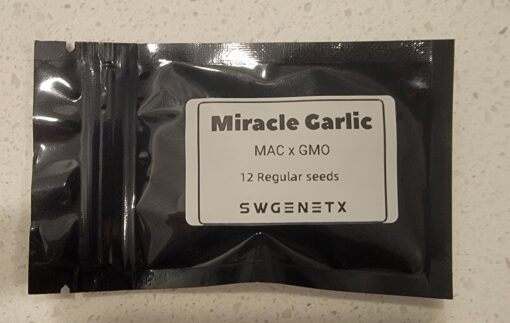 Miracle Garlic
MAC x GMO
12 Regular seeds
SWGENETX